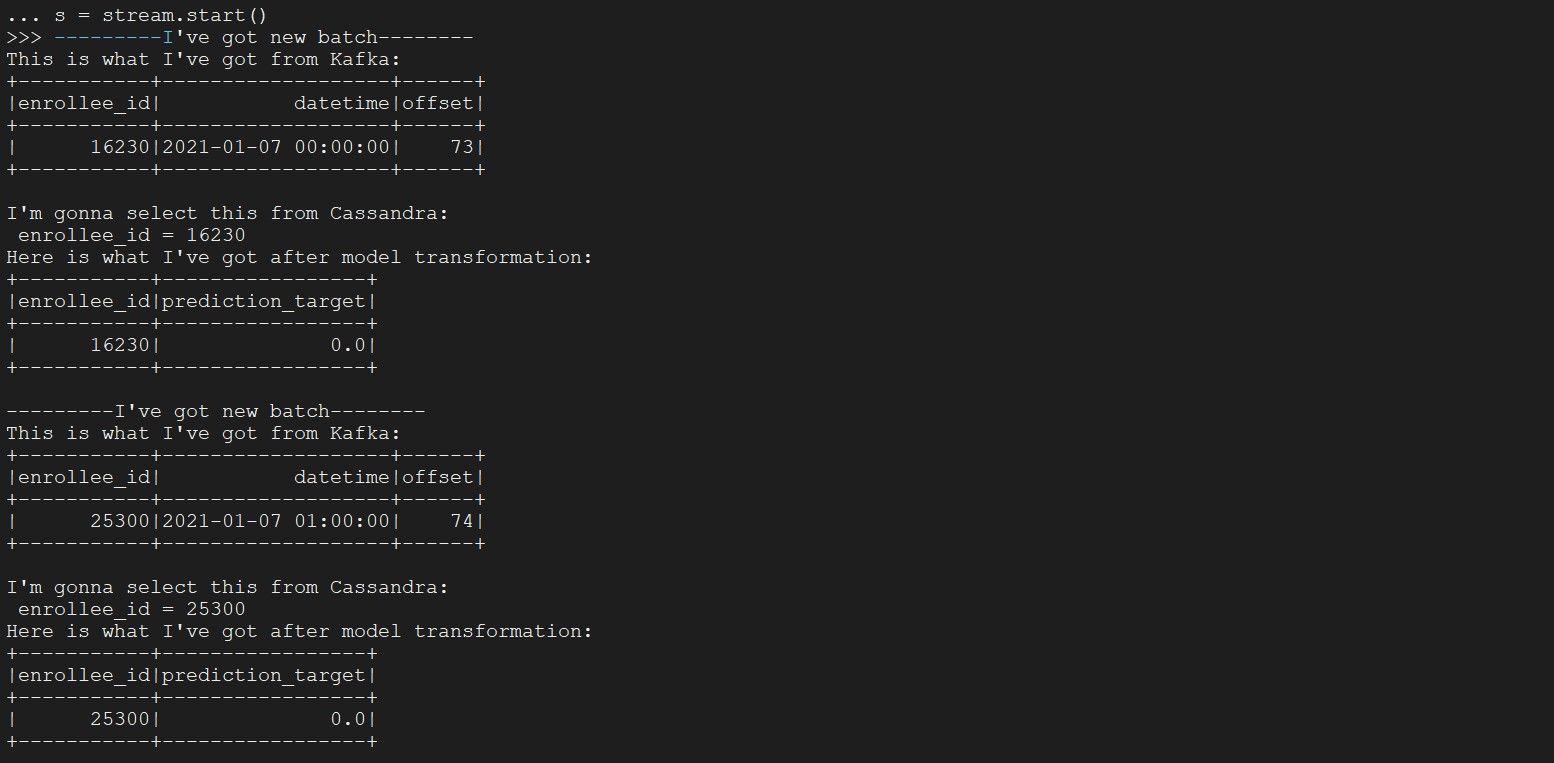 ... s = stream.start()
>>> ---------I've got new batch--------
This is what I've got from Kafka:
+-----------+-------------------+------+
|enrollee_id|           datetime|offset|
+-----------+-------------------+------+
|      16230|2021-01-07 00:00:00|    73|
+-----------+-------------------+------+

I'm gonna select this from Cassandra:
 enrollee_id = 16230
Here is what I've got after model transformation:
+-----------+-----------------+
|enrollee_id|prediction_target|
+-----------+-----------------+
|      16230|              0.0|
+-----------+-----------------+

---------I've got new batch--------
This is what I've got from Kafka:
+-----------+-------------------+------+
|enrollee_id|           datetime|offset|
+-----------+-------------------+------+
|      25300|2021-01-07 01:00:00|    74|
+-----------+-------------------+------+

I'm gonna select this from Cassandra:
 enrollee_id = 25300
Here is what I've got after model transformation:
+-----------+-----------------+
|enrollee_id|prediction_target|
+-----------+-----------------+
|      25300|              0.0|
+-----------+-----------------+